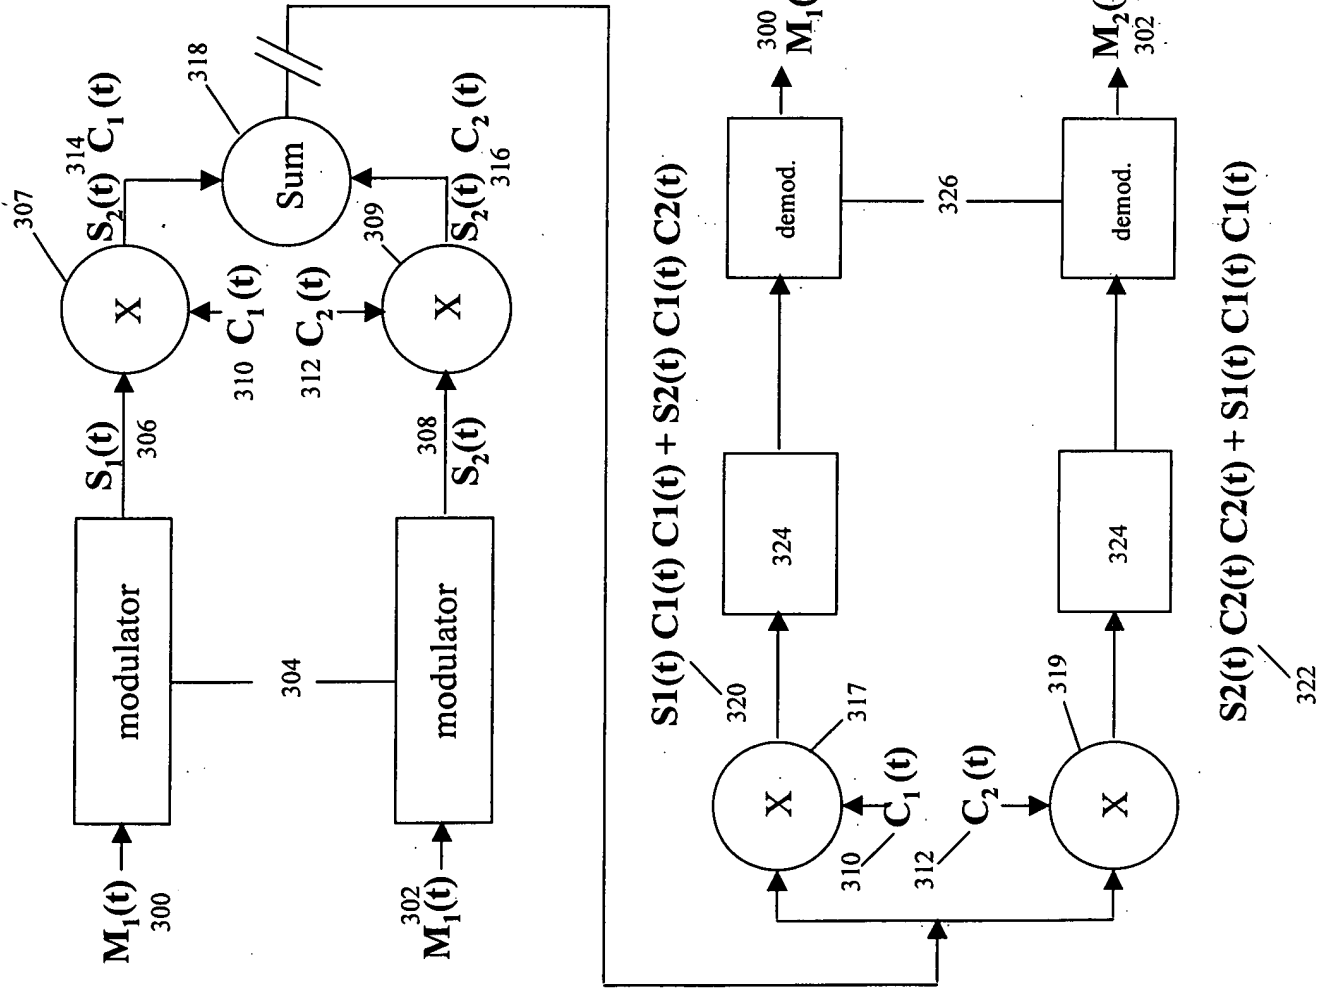 M1(t)
300
modulator
S1(t)
306
307
X
310 C1(t)
314
S2(t) C1(t)
318
Sum
304
302
M1(t)
modulator
308
S2(t)
309
X
312 C2(t)
S2(t) C2(t)
316
S1(t) C1(t) C1(t) + S2(t) C1(t) C2(t)
320
X
317
310
C1(t)
324
demod.
300
M1(
326
312
C2(t)
319
X
324
demod.
M2(
302
S2(t) C2(t) C2(t) + S1(t) C1(t) C1(t)
322